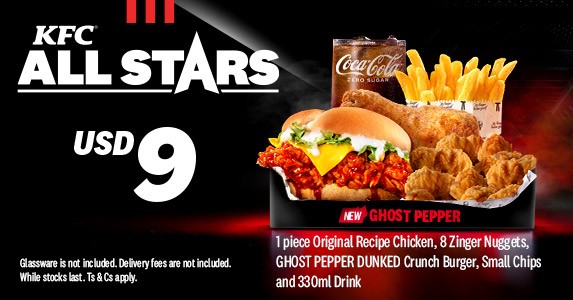 KFC
ALL STARS
USD 9
Coca-Cola
ZERO SUGAR
NEW GHOST PEPPER
1 piece Original Recipe Chicken, 8 Zinger Nuggets,
GHOST PEPPER DUNKED Crunch Burger, Small Chips
and 330ml Drink
Glassware is not included. Delivery fees are not included.
While stocks last. Ts & Cs apply.